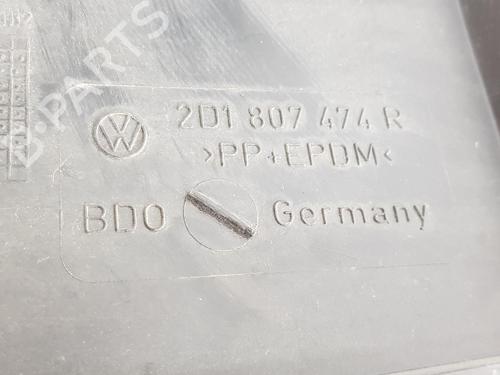 2D1 807 474 R
>PP+EPDM<
BDO Germany
B-PARTS